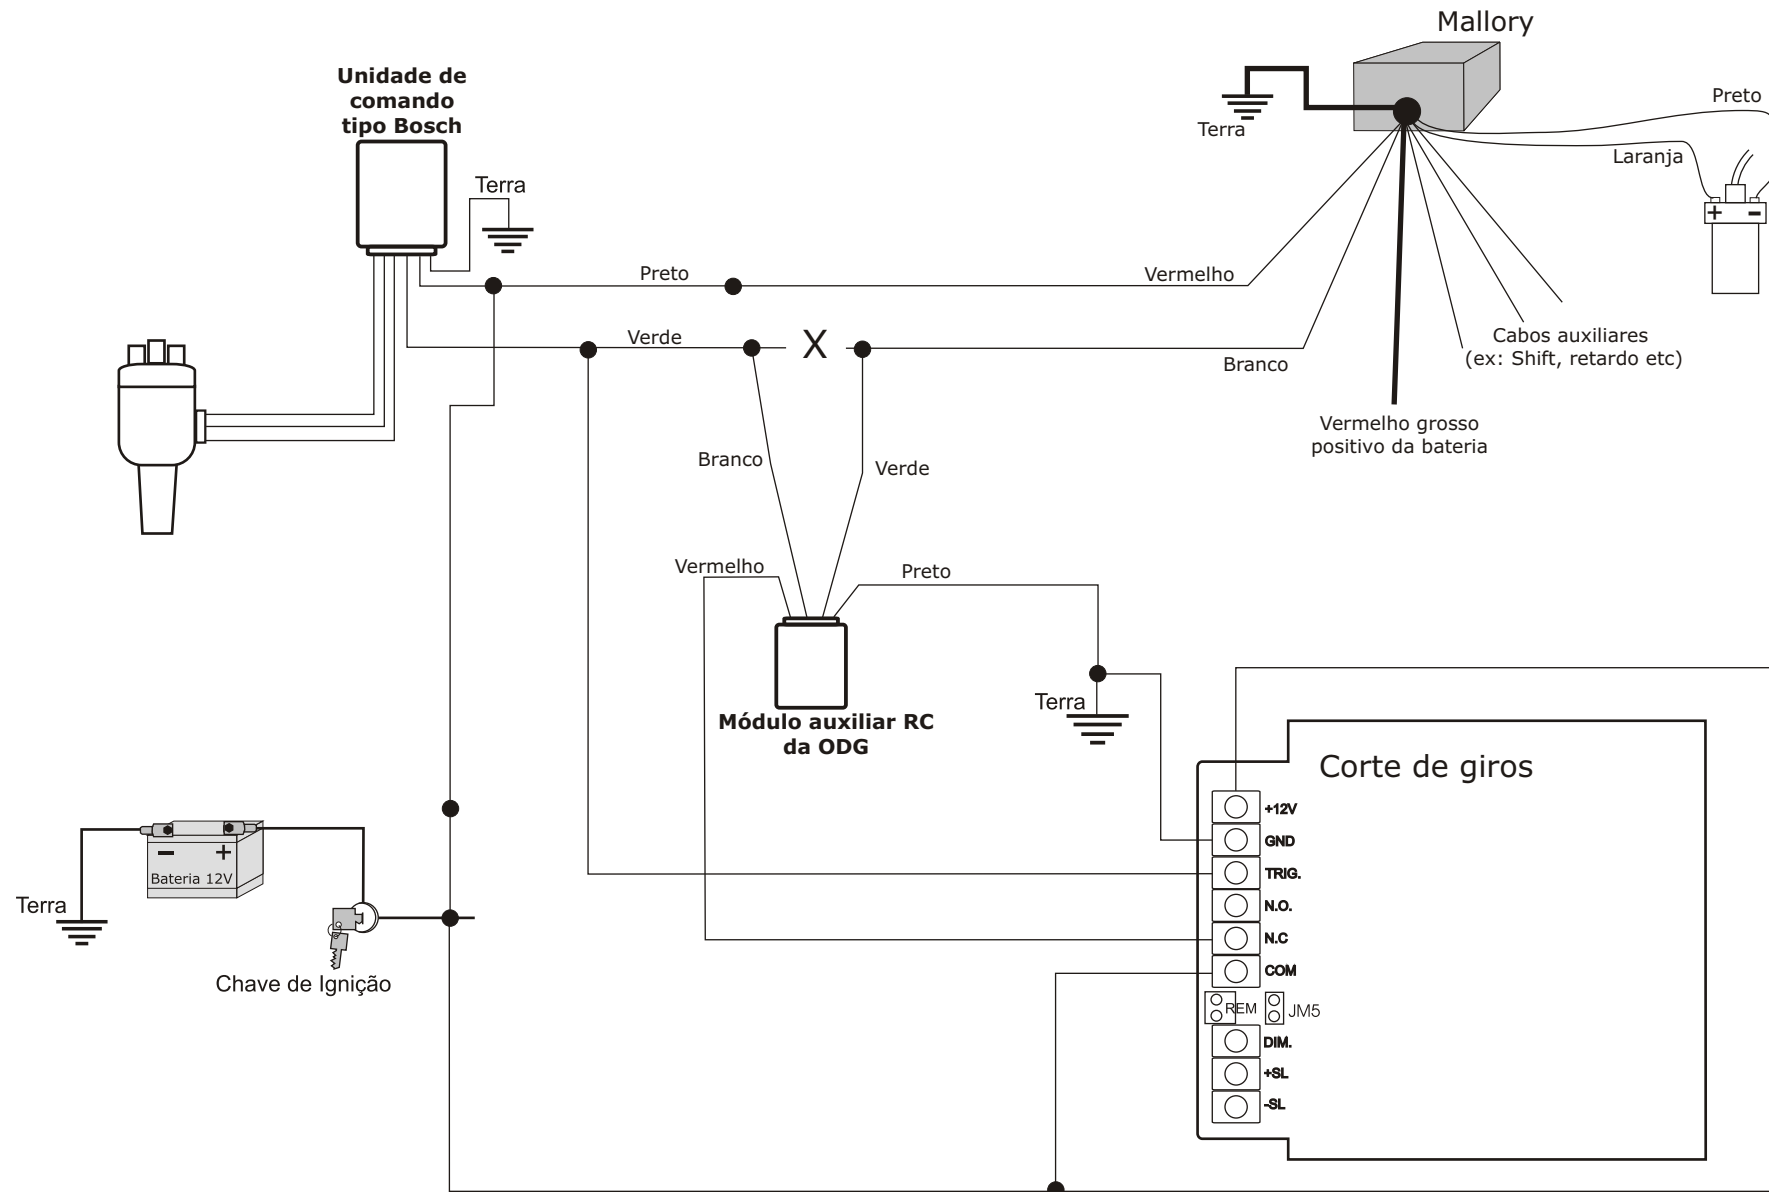 Mallory
Unidade de
comando
tipo Bosch
Preto
Terra
Laranja
Terra
+ -
Preto
Vermelho
Verde
X
Branco
Cabos auxiliares
(ex: Shift, retardo etc)
Vermelho grosso
positivo da bateria
Branco
Verde
Vermelho
Preto
Terra
Módulo auxiliar RC
da ODG
Corte de giros
+12V
GND
TRIG.
N.O.
N.C
COM
REM JM5
DIM.
+SL
-SL
- +
Bateria 12V
Terra
Chave de Ignição